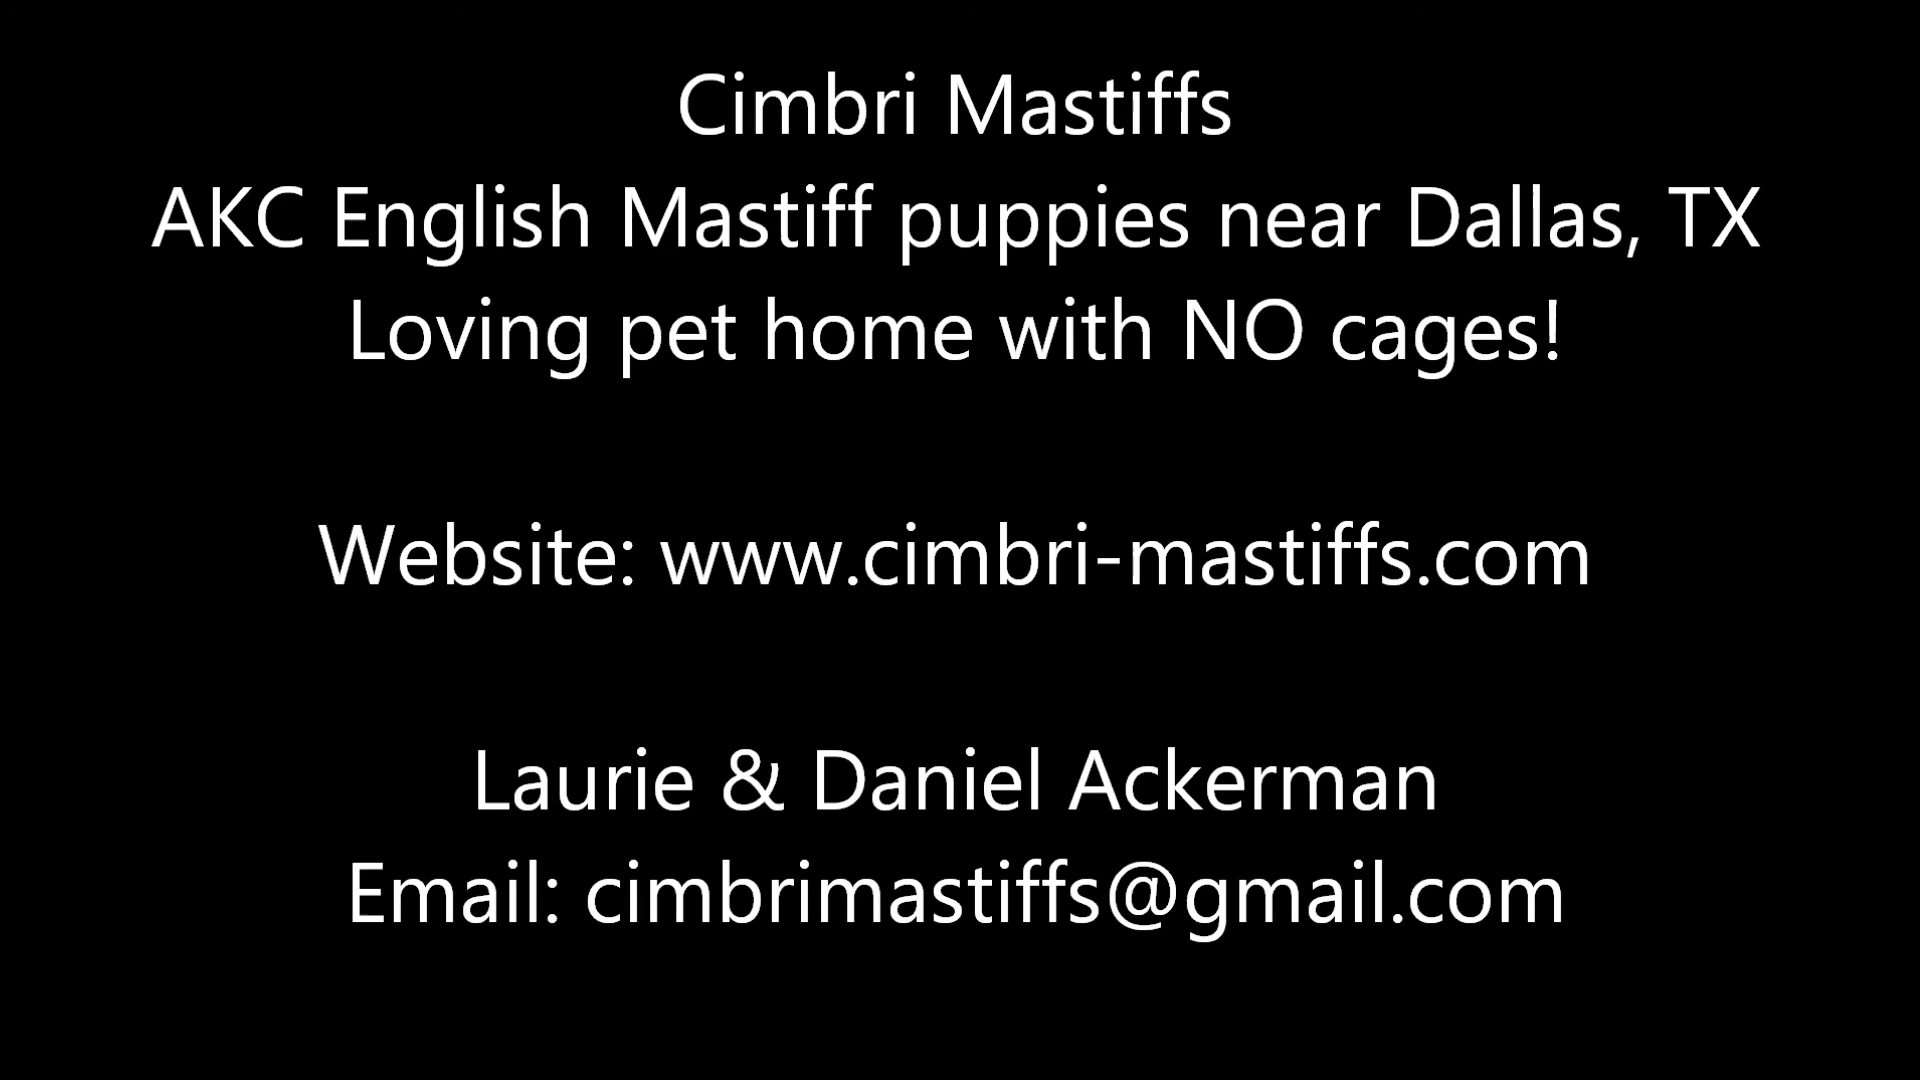 Cimbri Mastiffs
AKC English Mastiff puppies near Dallas, TX
Loving pet home with NO cages!
Website: www.cimbri-mastiffs.com
Laurie & Daniel Ackerman
Email: cimbrimastiffs@gmail.com